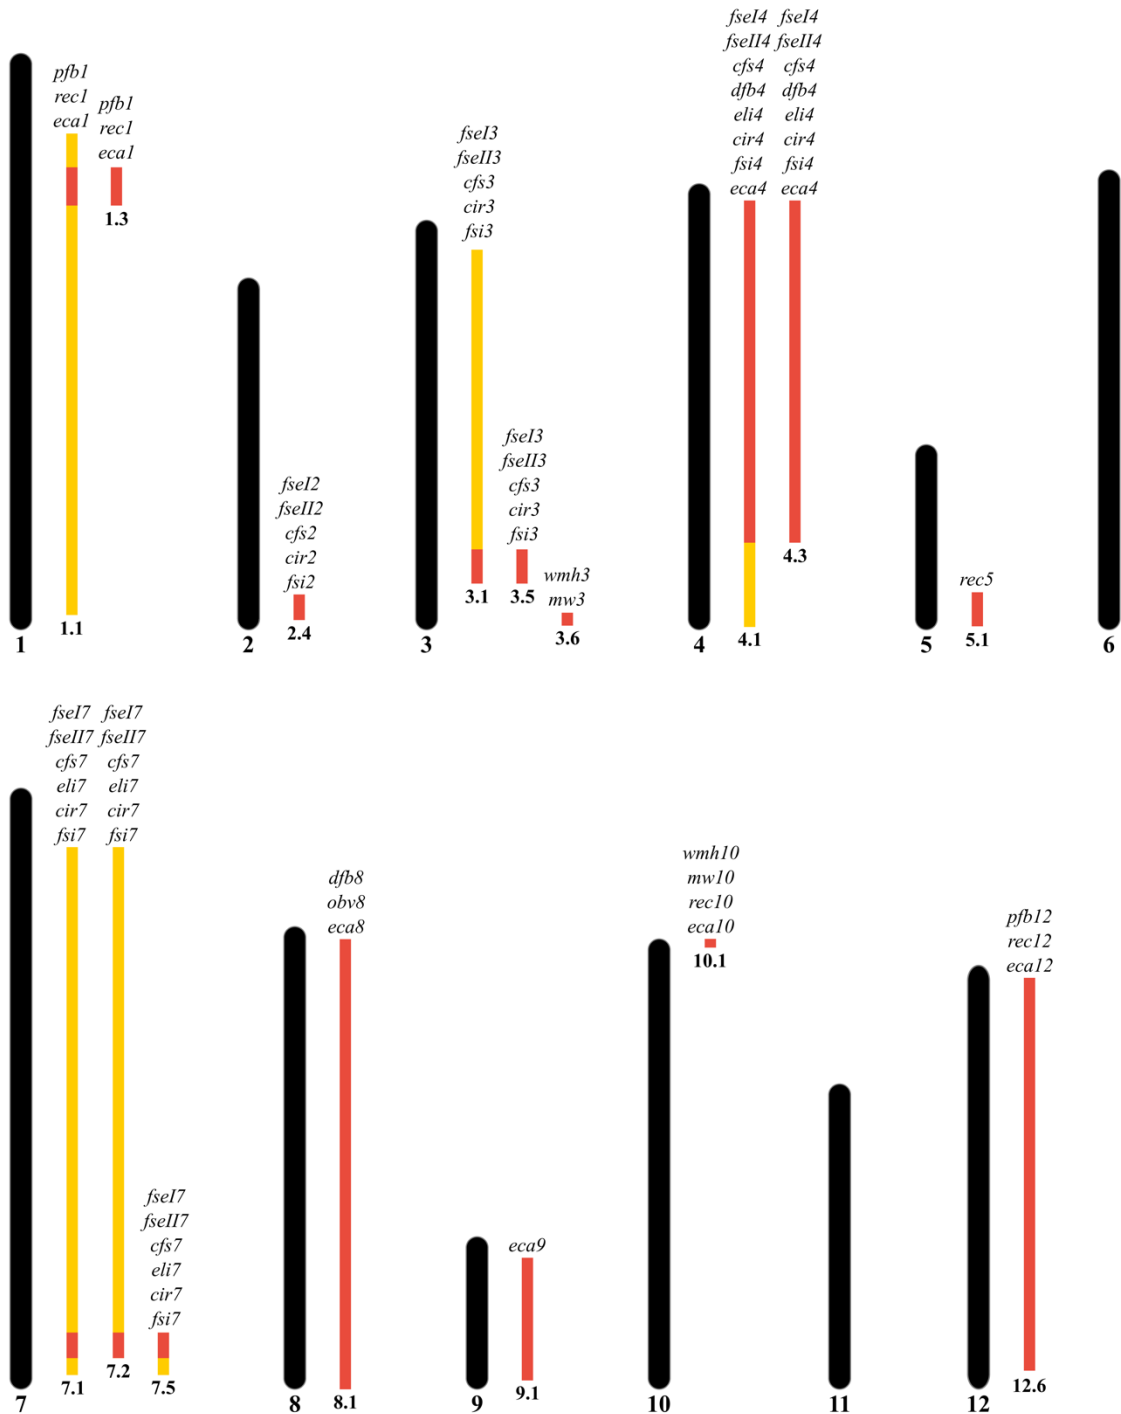 pfb1
rec1
eca1
1.1
pfb1
rec1
eca1
1.3
1
fseI2
fseII2
cfs2
cir2
fsi2
2.4
2
fseI3
fseII3
cfs3
cir3
fsi3
3.1
fseI3
fseII3
cfs3
cir3
fsi3
3.5
wmh3
mw3
3.6
3
fseI4
fseII4
cfs4
dfb4
eli4
cir4
fsi4
eca4
4.1
fseI4
fseII4
cfs4
dfb4
eli4
cir4
fsi4
eca4
4.3
4
rec5
5.1
5
6
fseI7
fseII7
cfs7
eli7
cir7
fsi7
7.1
fseI7
fseII7
cfs7
eli7
cir7
fsi7
7.2
fseI7
fseII7
cfs7
eli7
cir7
fsi7
7.5
7
dfb8
obv8
eca8
8.1
8
eca9
9.1
9
wmh10
mw10
rec10
eca10
10.1
10
11
pfb12
rec12
eca12
12.6
12